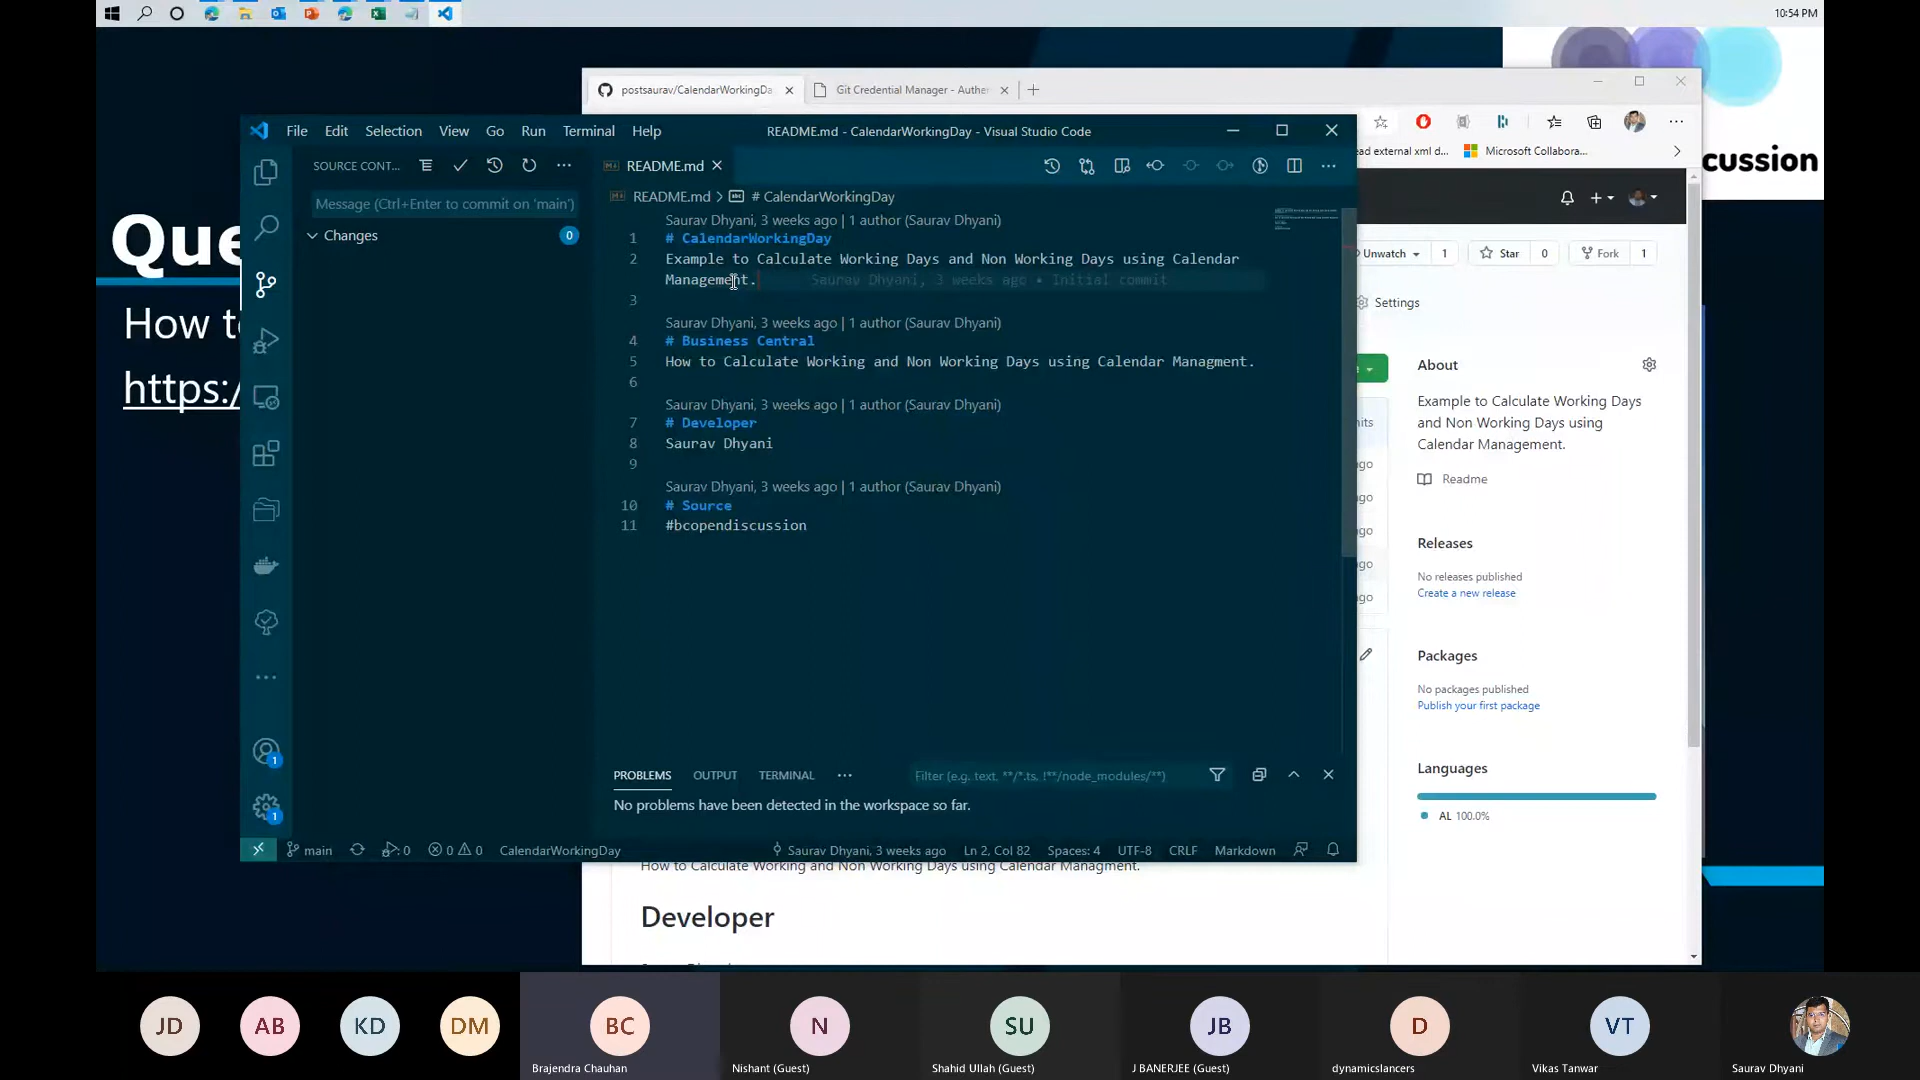 10:54 PM
postsaurav/CalendarWorkingDa
Git Credential Manager - Authen
File Edit Selection View Go Run Terminal Help
README.md - CalendarWorkingDay - Visual Studio Code
ead external xml d...
Microsoft Collabora...
cussion
SOURCE CONT...
README.md
README.md > # CalendarWorkingDay
Message (Ctrl+Enter to commit on 'main')
Changes
0
Saurav Dhyani, 3 weeks ago | 1 author (Saurav Dhyani)
1 # CalendarWorkingDay
2 Example to Calculate Working Days and Non Working Days using Calendar
Management. Saurav Dhyani, 3 weeks ago • Initial commit
3
Saurav Dhyani, 3 weeks ago | 1 author (Saurav Dhyani)
4 # Business Central
5 How to Calculate Working and Non Working Days using Calendar Managment.
6
Saurav Dhyani, 3 weeks ago | 1 author (Saurav Dhyani)
7 # Developer
8 Saurav Dhyani
9
Saurav Dhyani, 3 weeks ago | 1 author (Saurav Dhyani)
10 # Source
11 #bcopendiscussion
PROBLEMS OUTPUT TERMINAL
Filter (e.g. text, **/*.ts, !**/node_modules/**)
No problems have been detected in the workspace so far.
1
1
main 0 0 0 CalendarWorkingDay
Saurav Dhyani, 3 weeks ago Ln 2, Col 82 Spaces: 4 UTF-8 CRLF Markdown
Que
How t
https:/
Unwatch 1 Star 0 Fork 1
Settings
About
Example to Calculate Working Days
and Non Working Days using
Calendar Management.
Readme
its
go
go
go
go
go
Releases
No releases published
Create a new release
Packages
No packages published
Publish your first package
Languages
AL 100.0%
How to Calculate Working and Non Working Days using Calendar Managment.
Developer
JD
AB
KD
DM
BC
N
SU
JB
D
VT
Brajendra Chauhan
Nishant (Guest)
Shahid Ullah (Guest)
J BANERJEE (Guest)
dynamicslancers
Vikas Tanwar
Saurav Dhyani